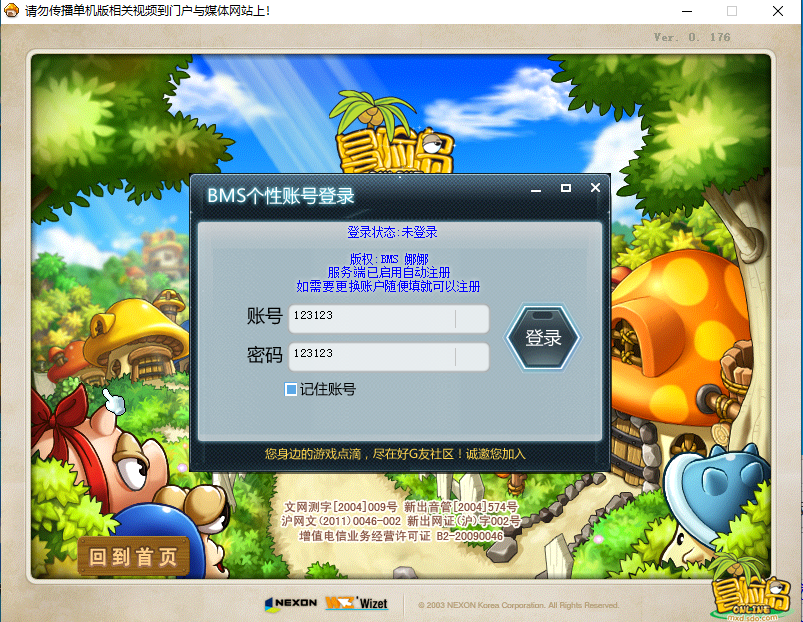 请勿传播单机版相关视频到门户与媒体网站上!
Ver. 0. 176
冒险岛
BMS个性账号登录
登录状态:未登录
版权:BMS 娜娜
服务端已启用自动注册
如需要更换账户随便填就可以注册
账号 123123
密码 123123
登录
记住账号
您身边的游戏点滴，尽在好G友社区！诚邀您加入
文网测字[2004]009号 新出音管[2004]574号
沪网文(2011)0046-002 新出网证(沪)字002号
增值电信业务经营许可证 B2-20090046
回到首页
NEXON Wizet
© 2003 NEXON Korea Corporation. All Rights Reserved.
冒险岛
ONLINE
mxd.sdo.com